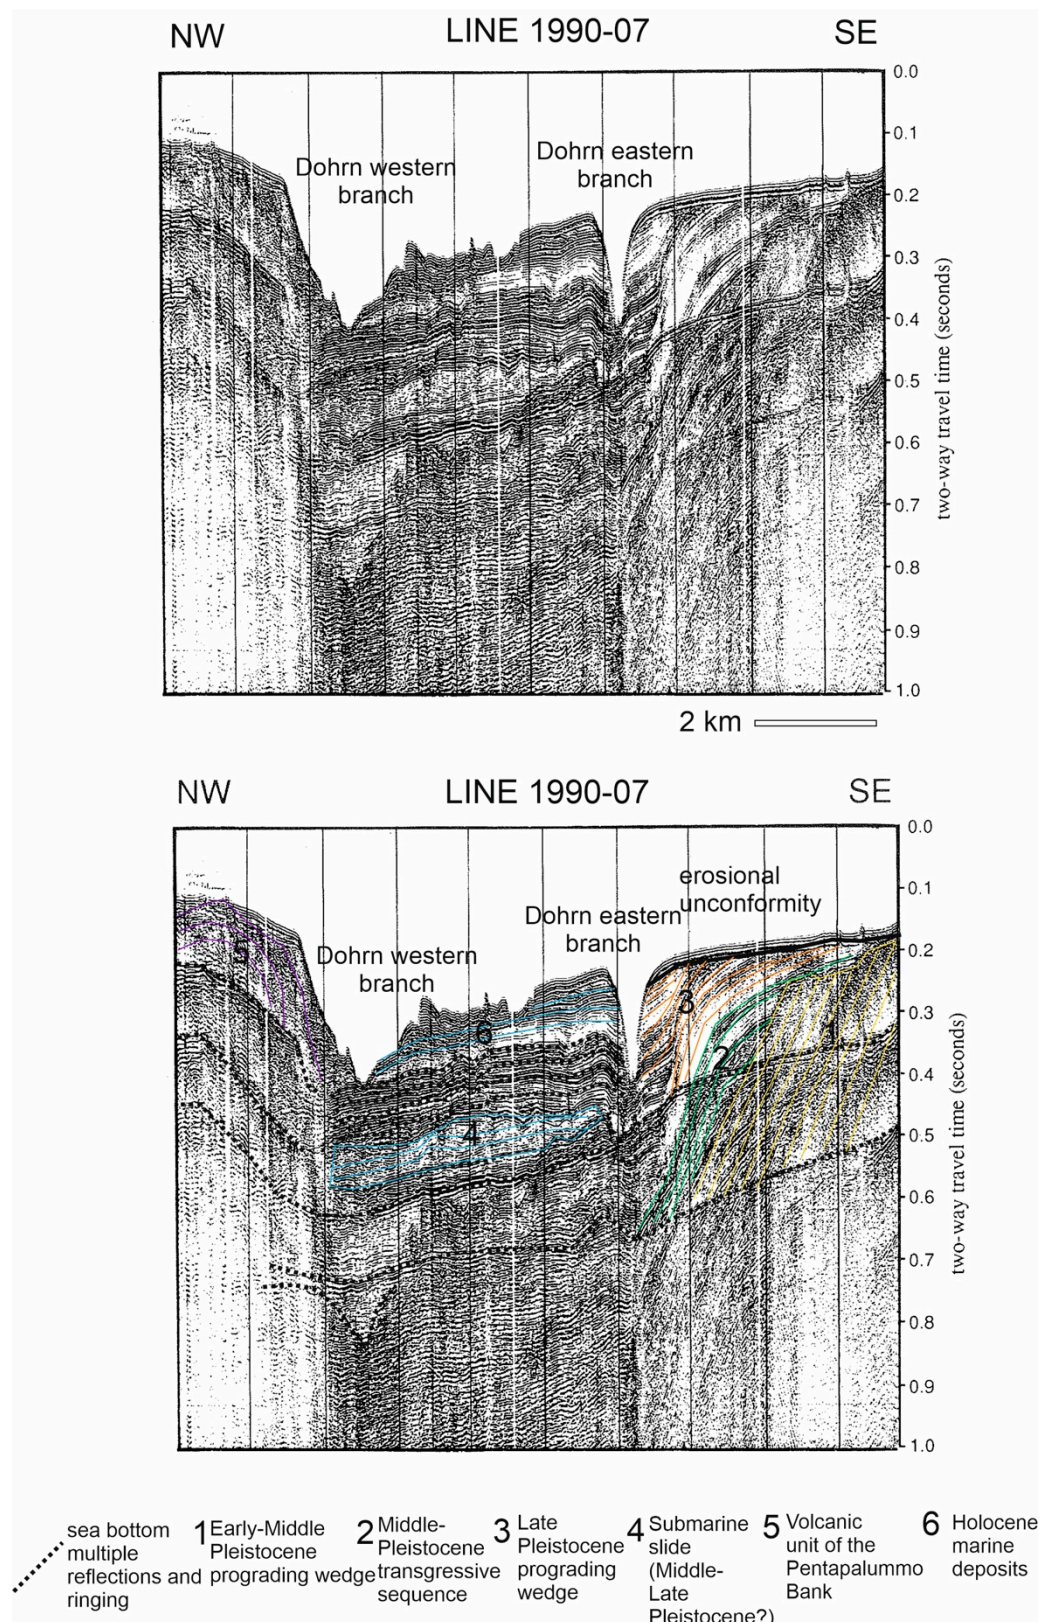 NW LINE 1990-07 SE
0.0
0.1
Dohrn western
branch
Dohrn eastern
branch
0.2
0.3
0.4
0.5
0.6
0.7
0.8
0.9
1.0
two-way travel time (seconds)
2 km
NW LINE 1990-07 SE
0.0
0.1
erosional
unconformity
Dohrn eastern
branch
Dohrn western
branch
0.2
0.3
0.4
0.5
0.6
0.7
0.8
0.9
1.0
two-way travel time (seconds)
5
6
3
2
1
4
sea bottom
multiple
reflections and
ringing
1 Early-Middle
Pleistocene
prograding wedge
2 Middle-
Pleistocene
transgressive
sequence
3 Late
Pleistocene
prograding
wedge
4 Submarine
slide
(Middle-
Late
Pleistocene?)
5 Volcanic
unit of the
Pentapalummo
Bank
6 Holocene
marine
deposits